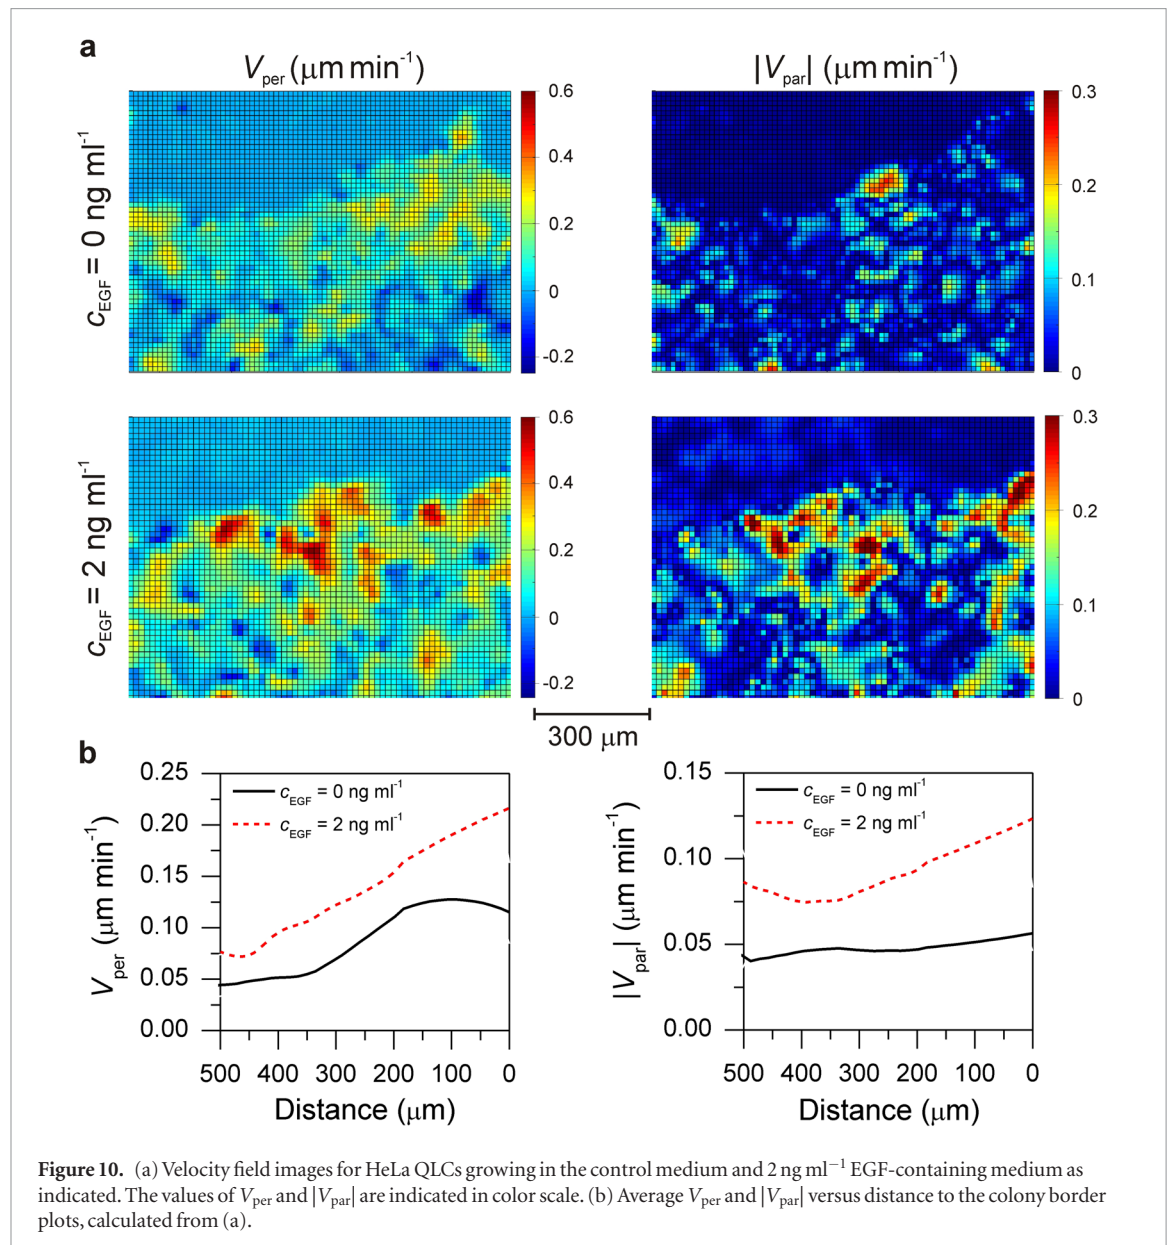 a
V_per (μm min⁻¹)
|V_par| (μm min⁻¹)
c_EGF = 0 ng ml⁻¹
0.6
0.4
0.2
0
-0.2
0.3
0.2
0.1
0
c_EGF = 2 ng ml⁻¹
0.6
0.4
0.2
0
-0.2
0.3
0.2
0.1
0
300 μm
b
V_per (μm min⁻¹)
0.25
0.20
0.15
0.10
0.05
0.00
c_EGF = 0 ng ml⁻¹
c_EGF = 2 ng ml⁻¹
500 400 300 200 100 0
Distance (μm)
|V_par| (μm min⁻¹)
0.15
0.10
0.05
0.00
c_EGF = 0 ng ml⁻¹
c_EGF = 2 ng ml⁻¹
500 400 300 200 100 0
Distance (μm)
Figure 10. (a) Velocity field images for HeLa QLCs growing in the control medium and 2 ng ml⁻¹ EGF-containing medium as
indicated. The values of V_per and |V_par| are indicated in color scale. (b) Average V_per and |V_par| versus distance to the colony border
plots, calculated from (a).